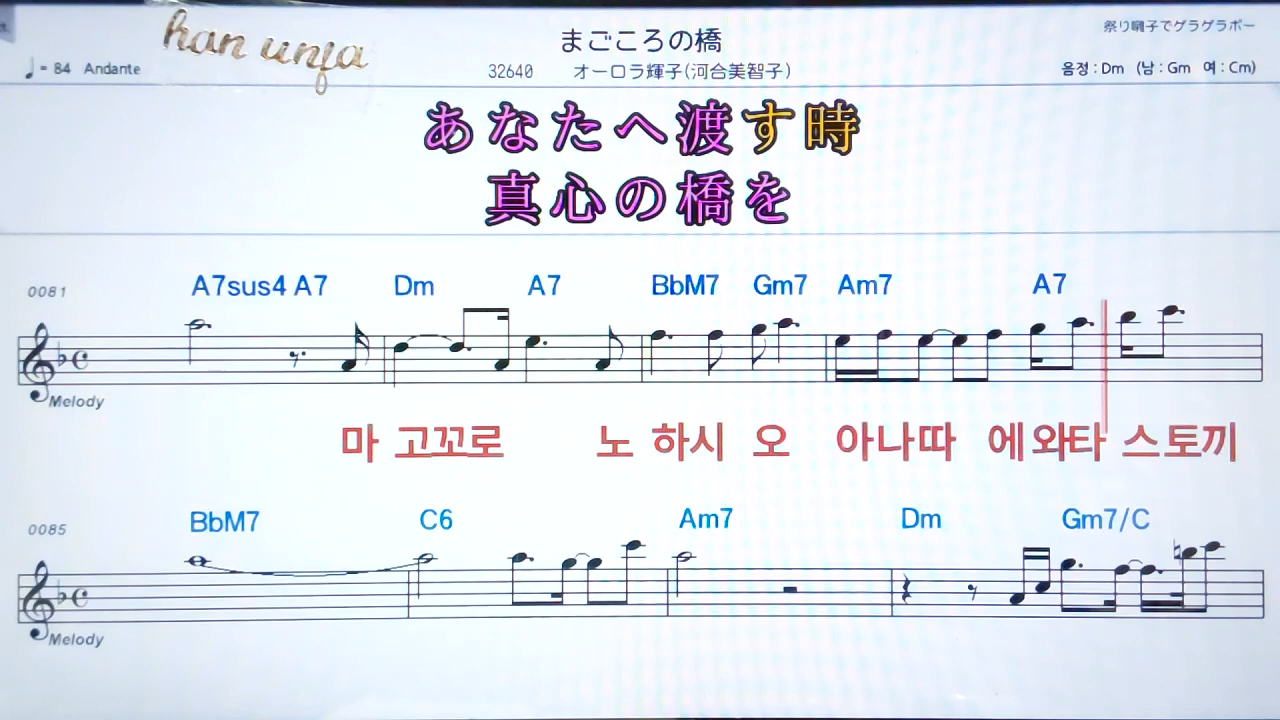 han unja
まごころの橋
祭り囃子でゲラゲラポー
♩= 84 Andante
32640 オーロラ輝子(河合美智子)
음정 : Dm (남 : Gm 여 : Cm)
あなたへ渡す時
真心の橋を
0081 A7sus4 A7 Dm A7 BbM7 Gm7 Am7 A7
Melody
마 고꼬로 노 하시 오 아나따 에 와타 스 토끼
0085 BbM7 C6 Am7 Dm Gm7/C
Melody